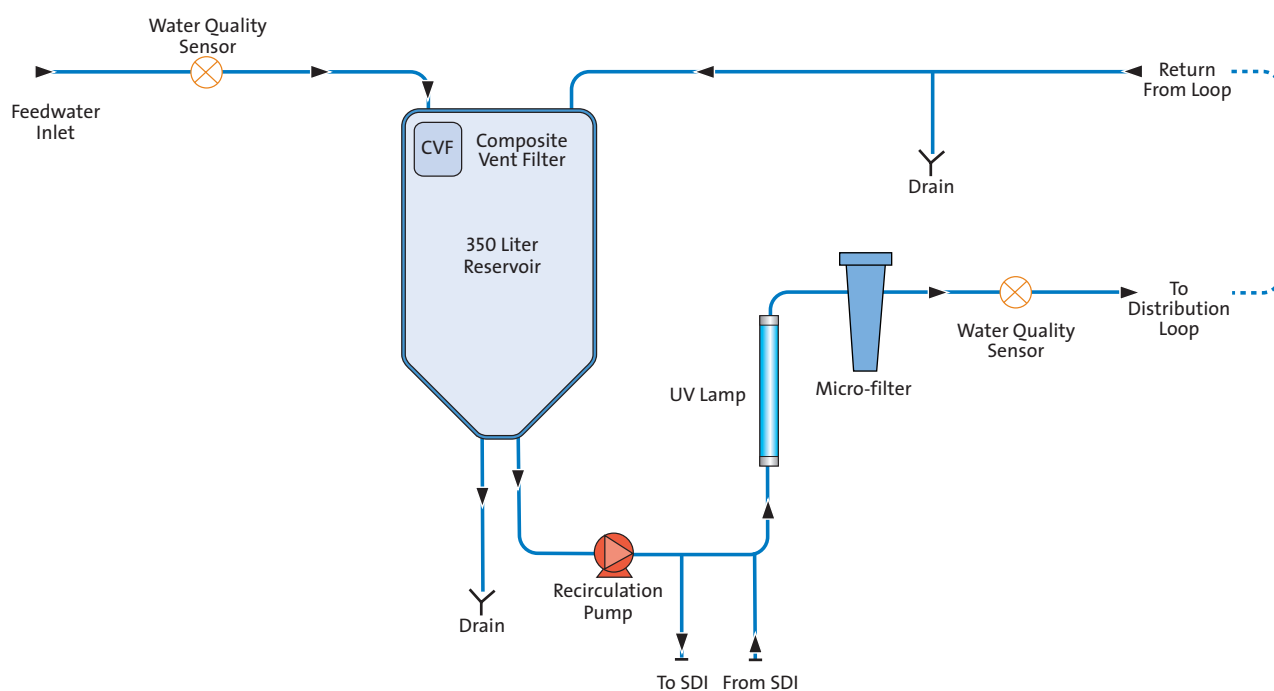 Water Quality
Sensor
Feedwater
Inlet
Return
From Loop
CVF
Composite
Vent Filter
Drain
350 Liter
Reservoir
To
Distribution
Loop
Water Quality
Sensor
UV Lamp
Micro-filter
Recirculation
Pump
Drain
To SDI
From SDI